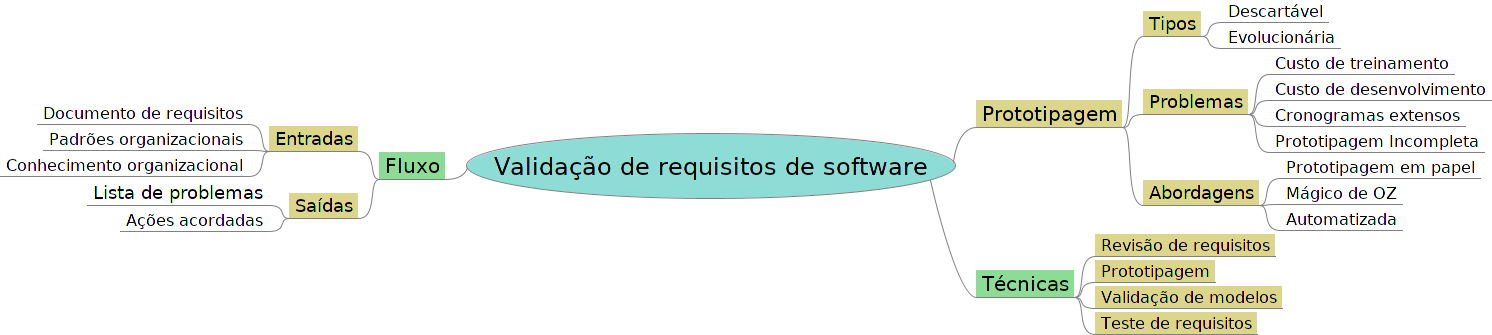 Validação de requisitos de software
Fluxo
Entradas
Documento de requisitos
Padrões organizacionais
Conhecimento organizacional
Saídas
Lista de problemas
Ações acordadas
Prototipagem
Tipos
Descartável
Evolucionária
Problemas
Custo de treinamento
Custo de desenvolvimento
Cronogramas extensos
Prototipagem Incompleta
Abordagens
Prototipagem em papel
Mágico de OZ
Automatizada
Técnicas
Revisão de requisitos
Prototipagem
Validação de modelos
Teste de requisitos